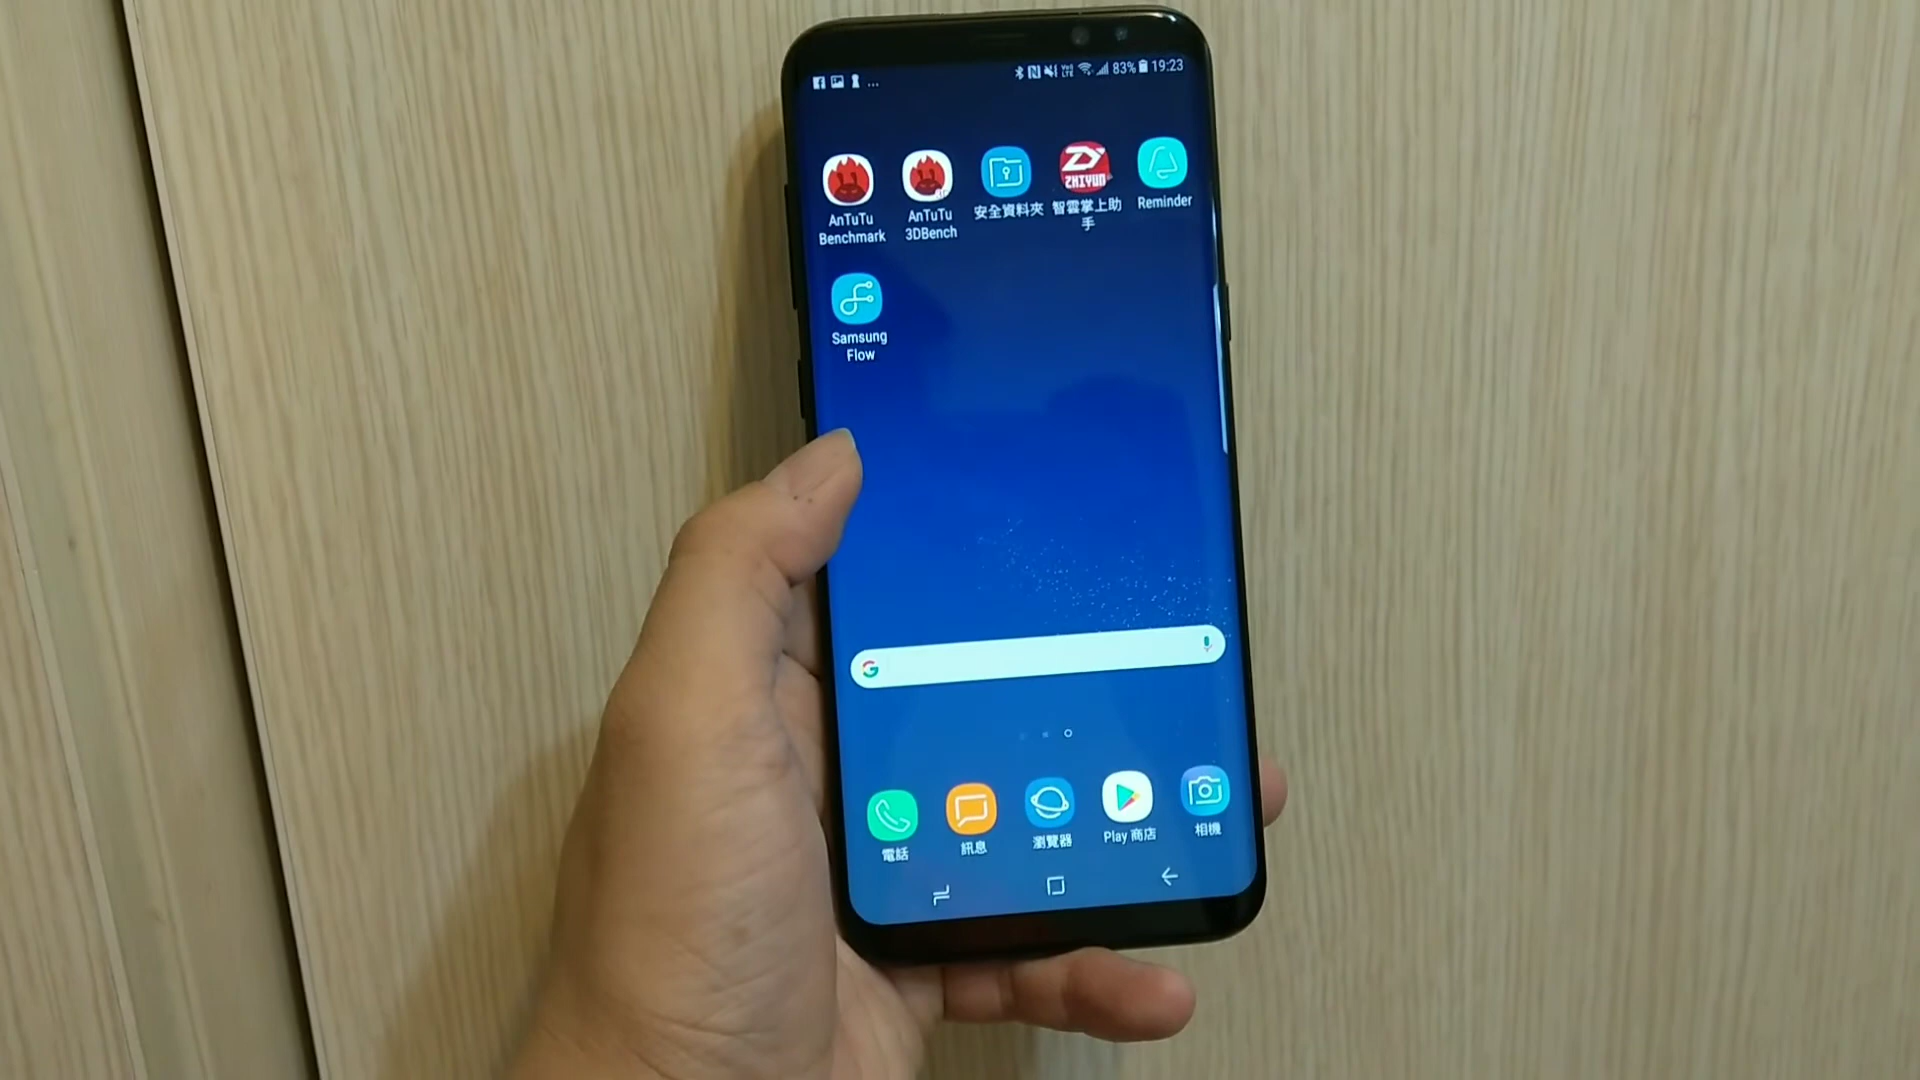 83% 19:23
AnTuTu
Benchmark
AnTuTu
3DBench
安全資料夾
ZHIYUN
智雲掌上助
手
Reminder
Samsung
Flow
電話
訊息
瀏覽器
Play 商店
相機